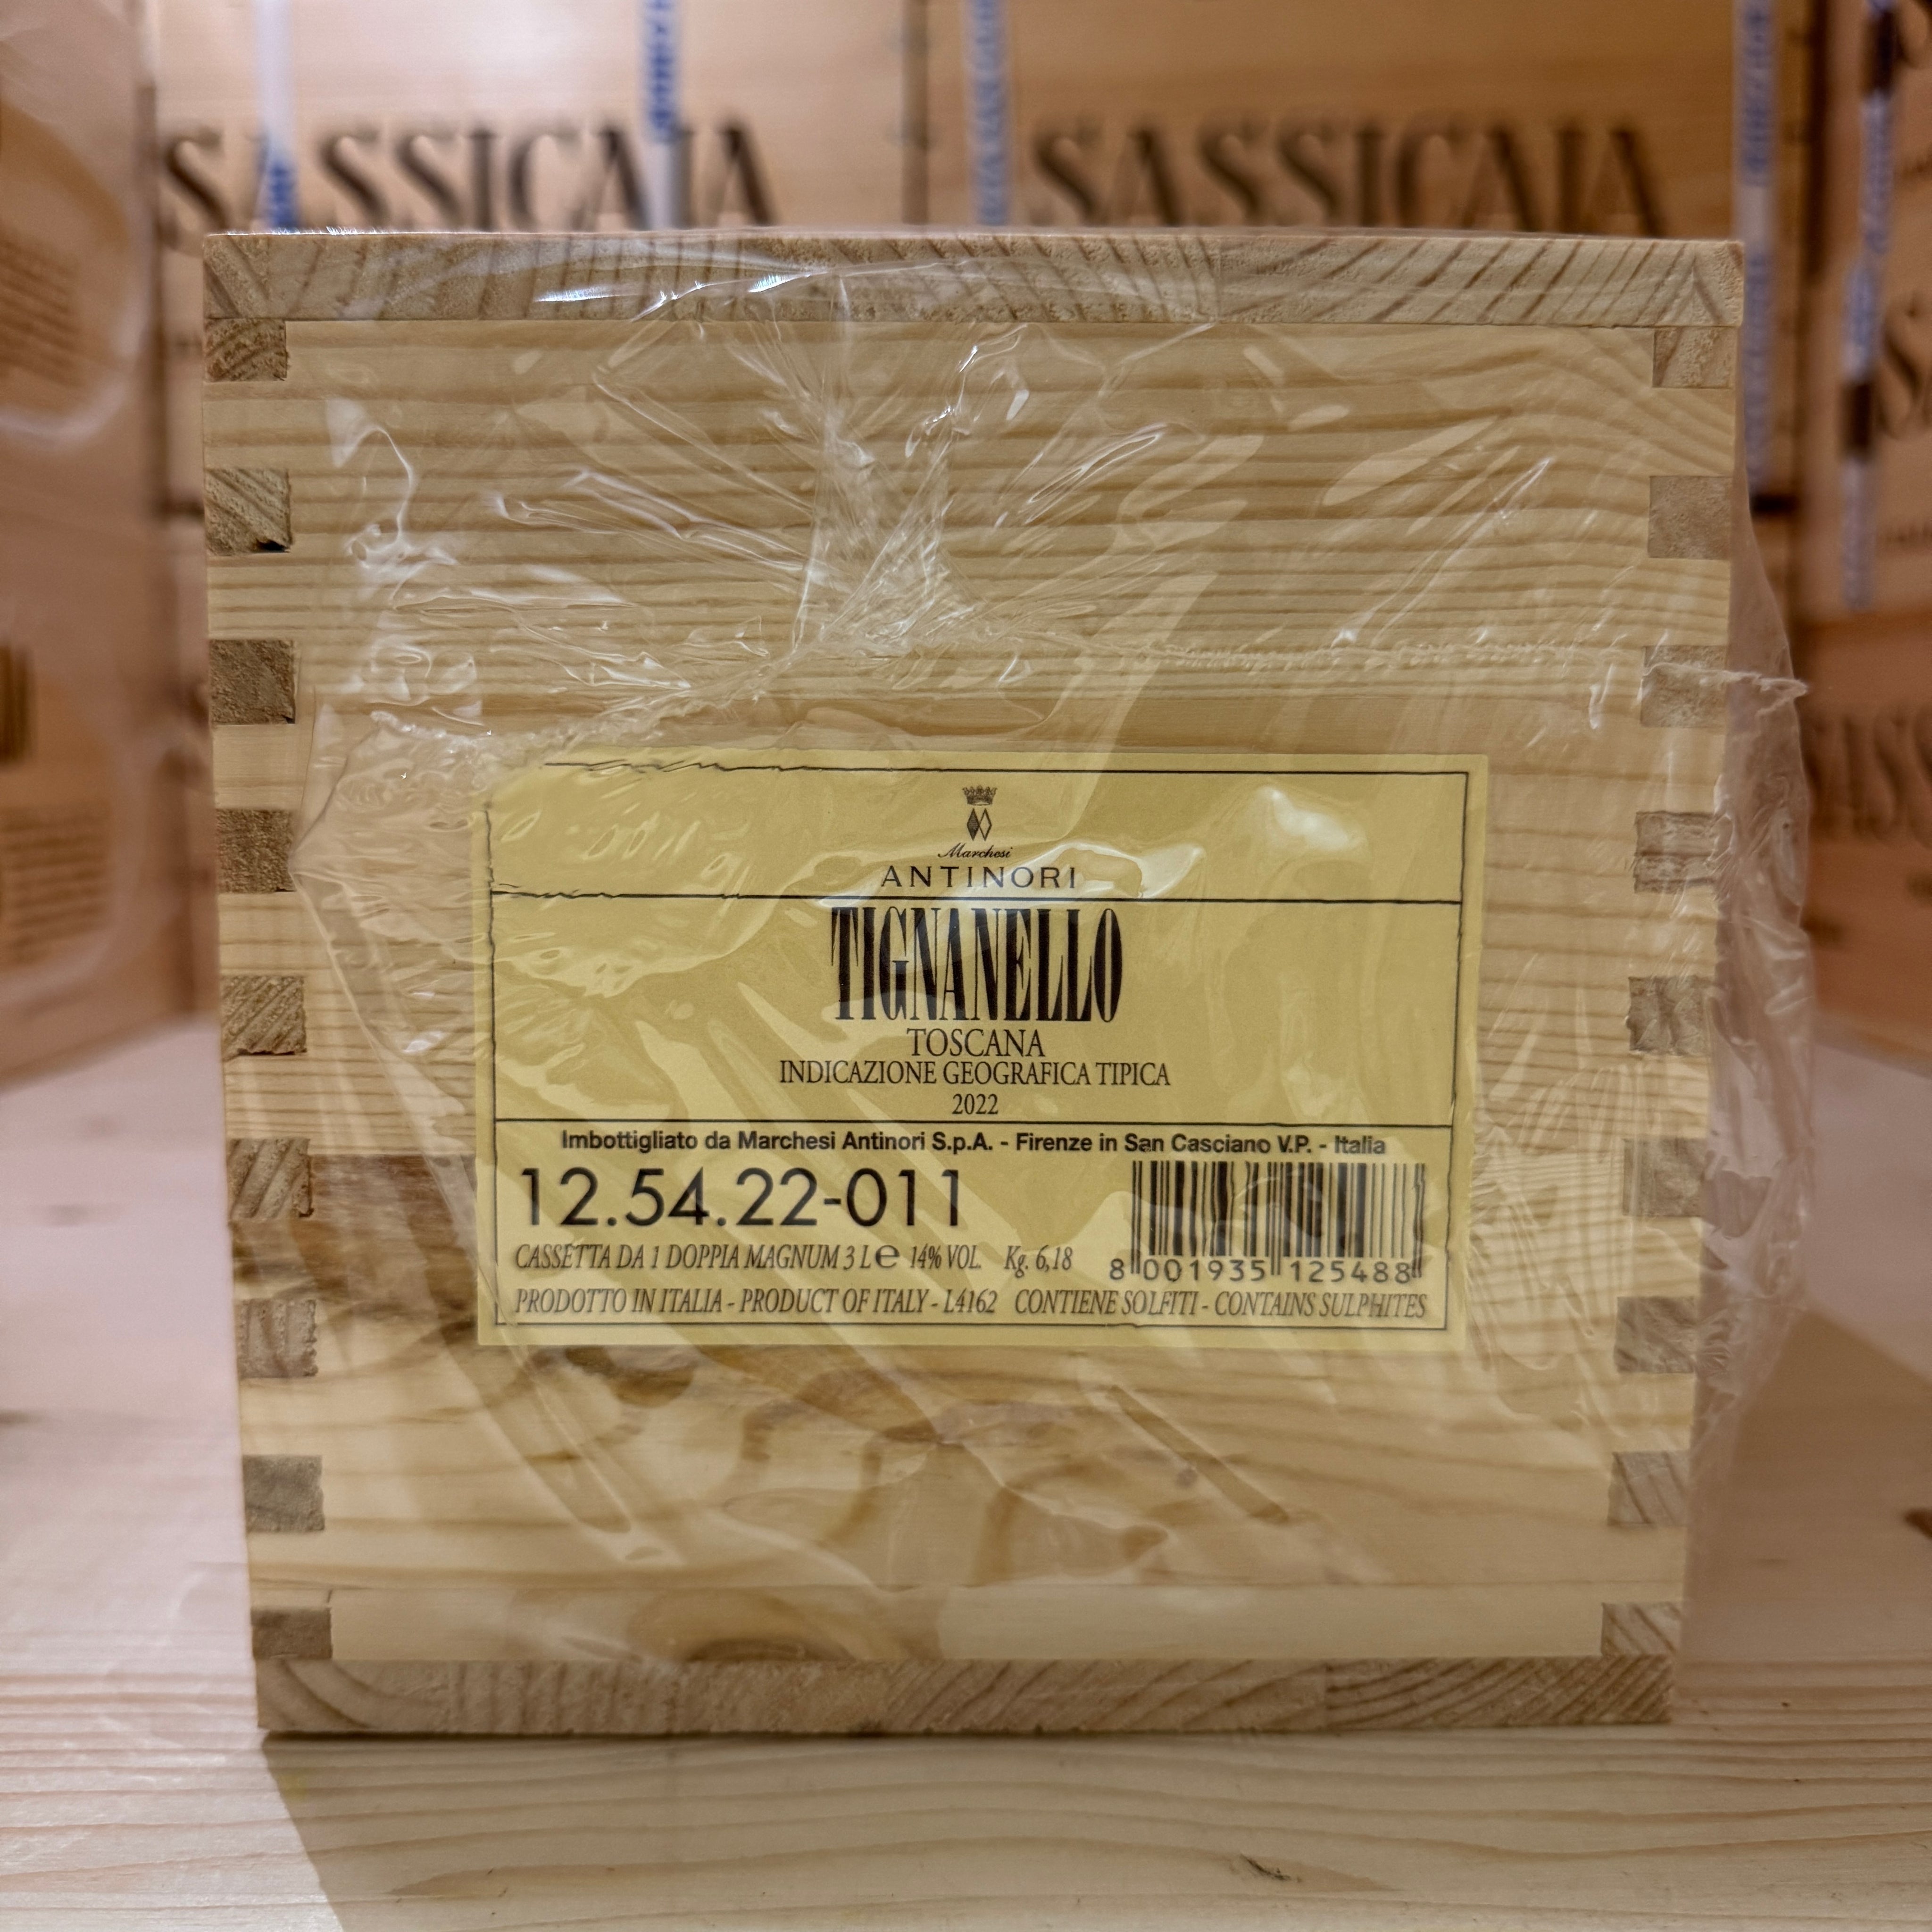 SASSICAIA SASSICAIA
Marchesi
ANTINORI
TIGNANELLO
TOSCANA
INDICAZIONE GEOGRAFICA TIPICA
2022
Imbottigliato da Marchesi Antinori S.p.A. - Firenze in San Casciano V.P. - Italia
12.54.22-011
CASSETTA DA 1 DOPPIA MAGNUM 3 L e 14% VOL. Kg. 6,18
8 001935 125488
PRODOTTO IN ITALIA - PRODUCT OF ITALY - L4162 CONTIENE SOLFITI - CONTAINS SULPHITES